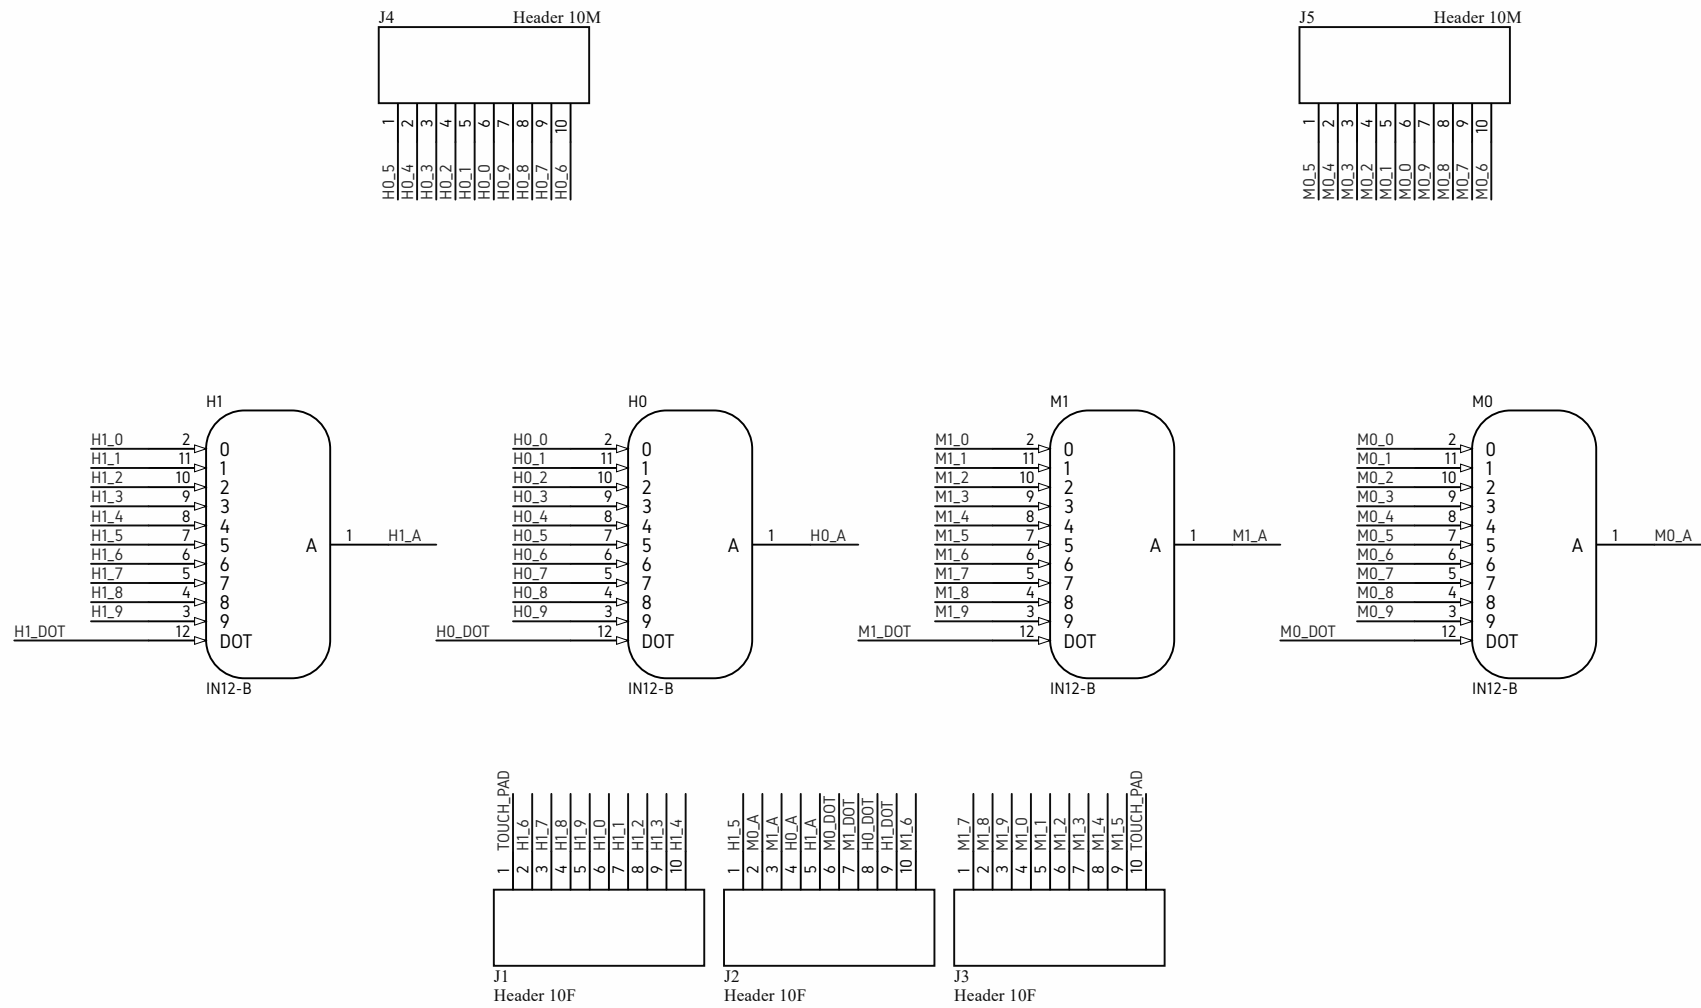 J4 Header 10M
1 2 3 4 5 6 7 8 9 10
H0_5 H0_4 H0_3 H0_2 H0_1 H0_0 H0_9 H0_8 H0_7 H0_6
J5 Header 10M
1 2 3 4 5 6 7 8 9 10
M0_5 M0_4 M0_3 M0_2 M0_1 M0_0 M0_9 M0_8 M0_7 M0_6
H1
H1_0 2 0
H1_1 11 1
H1_2 10 2
H1_3 9 3
H1_4 8 4
H1_5 7 5
A 1 H1_A
H1_6 6 6
H1_7 5 7
H1_8 4 8
H1_9 3 9
H1_DOT 12 DOT
IN12-B
H0
H0_0 2 0
H0_1 11 1
H0_2 10 2
H0_3 9 3
H0_4 8 4
H0_5 7 5
A 1 H0_A
H0_6 6 6
H0_7 5 7
H0_8 4 8
H0_9 3 9
H0_DOT 12 DOT
IN12-B
M1
M1_0 2 0
M1_1 11 1
M1_2 10 2
M1_3 9 3
M1_4 8 4
M1_5 7 5
A 1 M1_A
M1_6 6 6
M1_7 5 7
M1_8 4 8
M1_9 3 9
M1_DOT 12 DOT
IN12-B
M0
M0_0 2 0
M0_1 11 1
M0_2 10 2
M0_3 9 3
M0_4 8 4
M0_5 7 5
A 1 M0_A
M0_6 6 6
M0_7 5 7
M0_8 4 8
M0_9 3 9
M0_DOT 12 DOT
IN12-B
1 TOUCH_PAD
2 H1_6
3 H1_7
4 H1_8
5 H1_9
6 H1_0
7 H1_1
8 H1_2
9 H1_3
10 H1_4
J1
Header 10F
1 H1_5
2 M0_A
3 M1_A
4 H0_A
5 H1_A
6 M0_DOT
7 M1_DOT
8 H0_DOT
9 H1_DOT
10 M1_6
J2
Header 10F
1 M1_7
2 M1_8
3 M1_9
4 M1_0
5 M1_1
6 M1_2
7 M1_3
8 M1_4
9 M1_5
10 TOUCH_PAD
J3
Header 10F